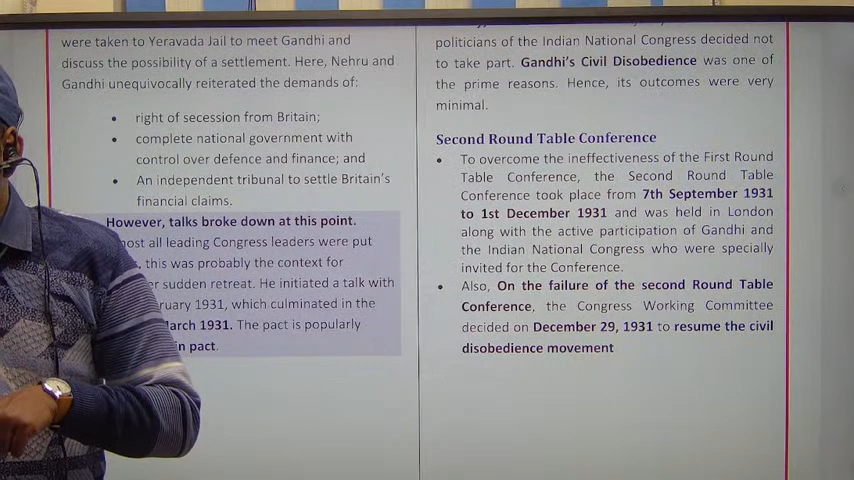 were taken to Yeravada Jail to meet Gandhi and
discuss the possibility of a settlement. Here, Nehru and
Gandhi unequivocally reiterated the demands of:
• right of secession from Britain;
• complete national government with
control over defence and finance; and
• An independent tribunal to settle Britain's
financial claims.
However, talks broke down at this point.
most all leading Congress leaders were put
this was probably the context for
sudden retreat. He initiated a talk with
1931, which culminated in the
March 1931. The pact is popularly
in pact.
politicians of the Indian National Congress decided not
to take part. Gandhi's Civil Disobedience was one of
the prime reasons. Hence, its outcomes were very
minimal.
Second Round Table Conference
• To overcome the ineffectiveness of the First Round
Table Conference, the Second Round Table
Conference took place from 7th September 1931
to 1st December 1931 and was held in London
along with the active participation of Gandhi and
the Indian National Congress who were specially
invited for the Conference.
• Also, On the failure of the second Round Table
Conference, the Congress Working Committee
decided on December 29, 1931 to resume the civil
disobedience movement